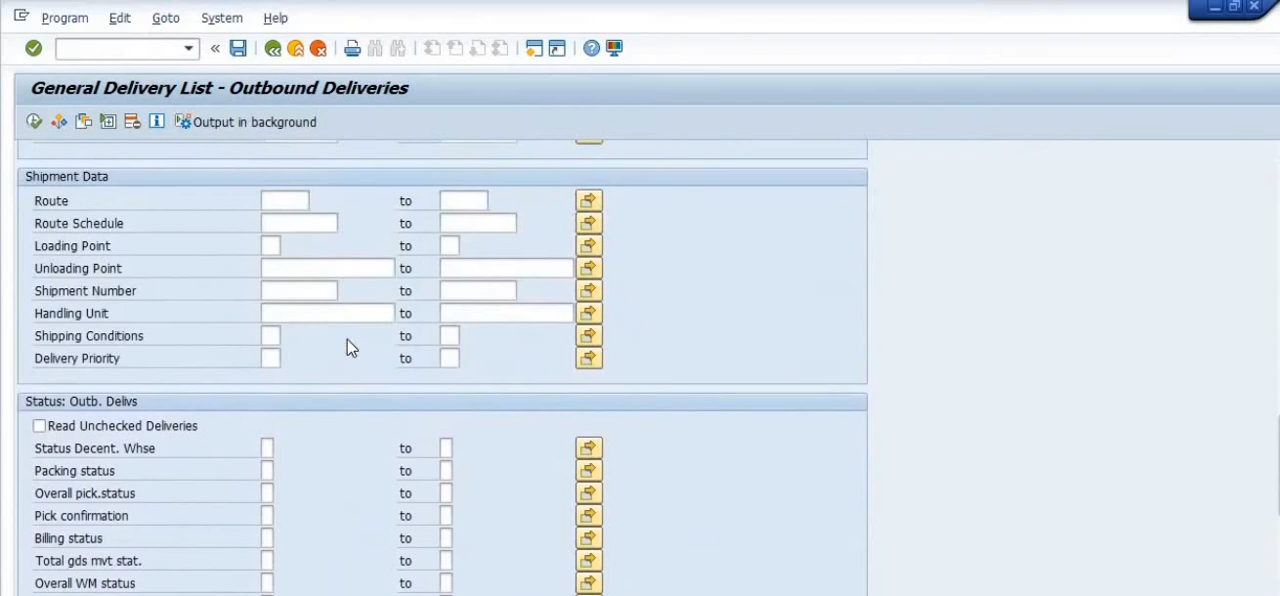 Program Edit Goto System Help
General Delivery List - Outbound Deliveries
Output in background
Shipment Data
Route to
Route Schedule to
Loading Point to
Unloading Point to
Shipment Number to
Handling Unit to
Shipping Conditions to
Delivery Priority to
Status: Outb. Delivs
Read Unchecked Deliveries
Status Decent. Whse to
Packing status to
Overall pick.status to
Pick confirmation to
Billing status to
Total gds mvt stat. to
Overall WM status to